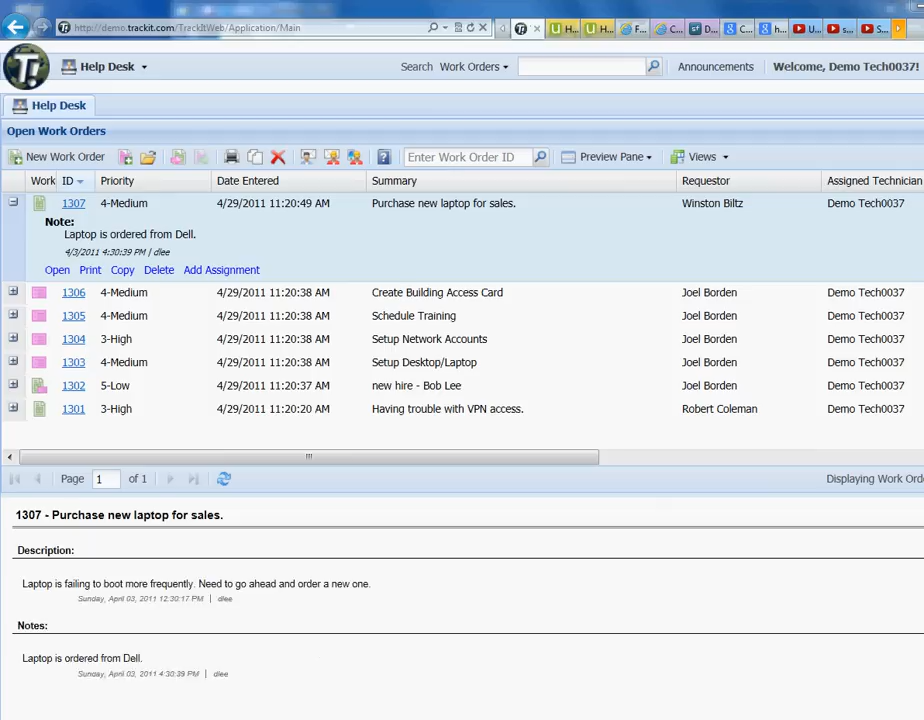 http://demo.trackit.com/TrackItWeb/Application/Main
H...
H...
F...
C...
D...
C...
h...
U...
s...
S...
T!
Help Desk
Search Work Orders
Announcements
Welcome, Demo Tech0037!
Help Desk
Open Work Orders
New Work Order
Enter Work Order ID
Preview Pane
Views
Work ID Priority Date Entered Summary Requestor Assigned Technician
1307 4-Medium 4/29/2011 11:20:49 AM Purchase new laptop for sales. Winston Biltz Demo Tech0037
Note:
Laptop is ordered from Dell.
4/3/2011 4:30:39 PM | dlee
Open Print Copy Delete Add Assignment
1306 4-Medium 4/29/2011 11:20:38 AM Create Building Access Card Joel Borden Demo Tech0037
1305 4-Medium 4/29/2011 11:20:38 AM Schedule Training Joel Borden Demo Tech0037
1304 3-High 4/29/2011 11:20:38 AM Setup Network Accounts Joel Borden Demo Tech0037
1303 4-Medium 4/29/2011 11:20:38 AM Setup Desktop/Laptop Joel Borden Demo Tech0037
1302 5-Low 4/29/2011 11:20:37 AM new hire - Bob Lee Joel Borden Demo Tech0037
1301 3-High 4/29/2011 11:20:20 AM Having trouble with VPN access. Robert Coleman Demo Tech0037
Page 1 of 1
Displaying Work Ord
1307 - Purchase new laptop for sales.
Description:
Laptop is failing to boot more frequently. Need to go ahead and order a new one.
Sunday, April 03, 2011 12:30:17 PM | dlee
Notes:
Laptop is ordered from Dell.
Sunday, April 03, 2011 4:30:39 PM | dlee